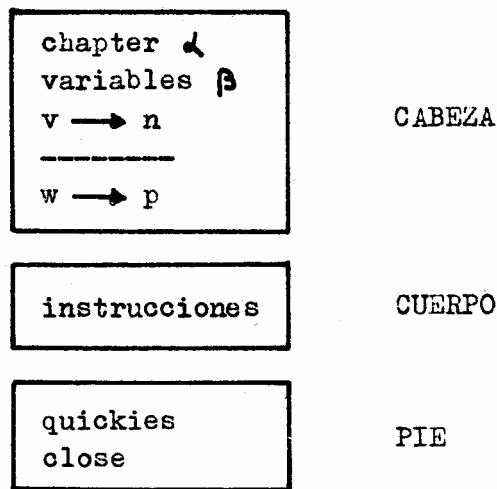 chapter α
variables β
v → n
CABEZA
w → p
instrucciones
CUERPO
quickies
close
PIE